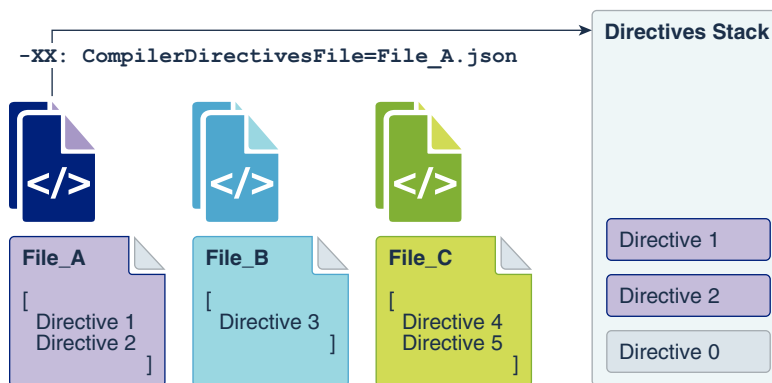 Directives Stack
-XX: CompilerDirectivesFile=File_A.json
</>
</>
</>
File_A
[
Directive 1
Directive 2
]
File_B
[
Directive 3
]
File_C
[
Directive 4
Directive 5
]
Directive 1
Directive 2
Directive 0